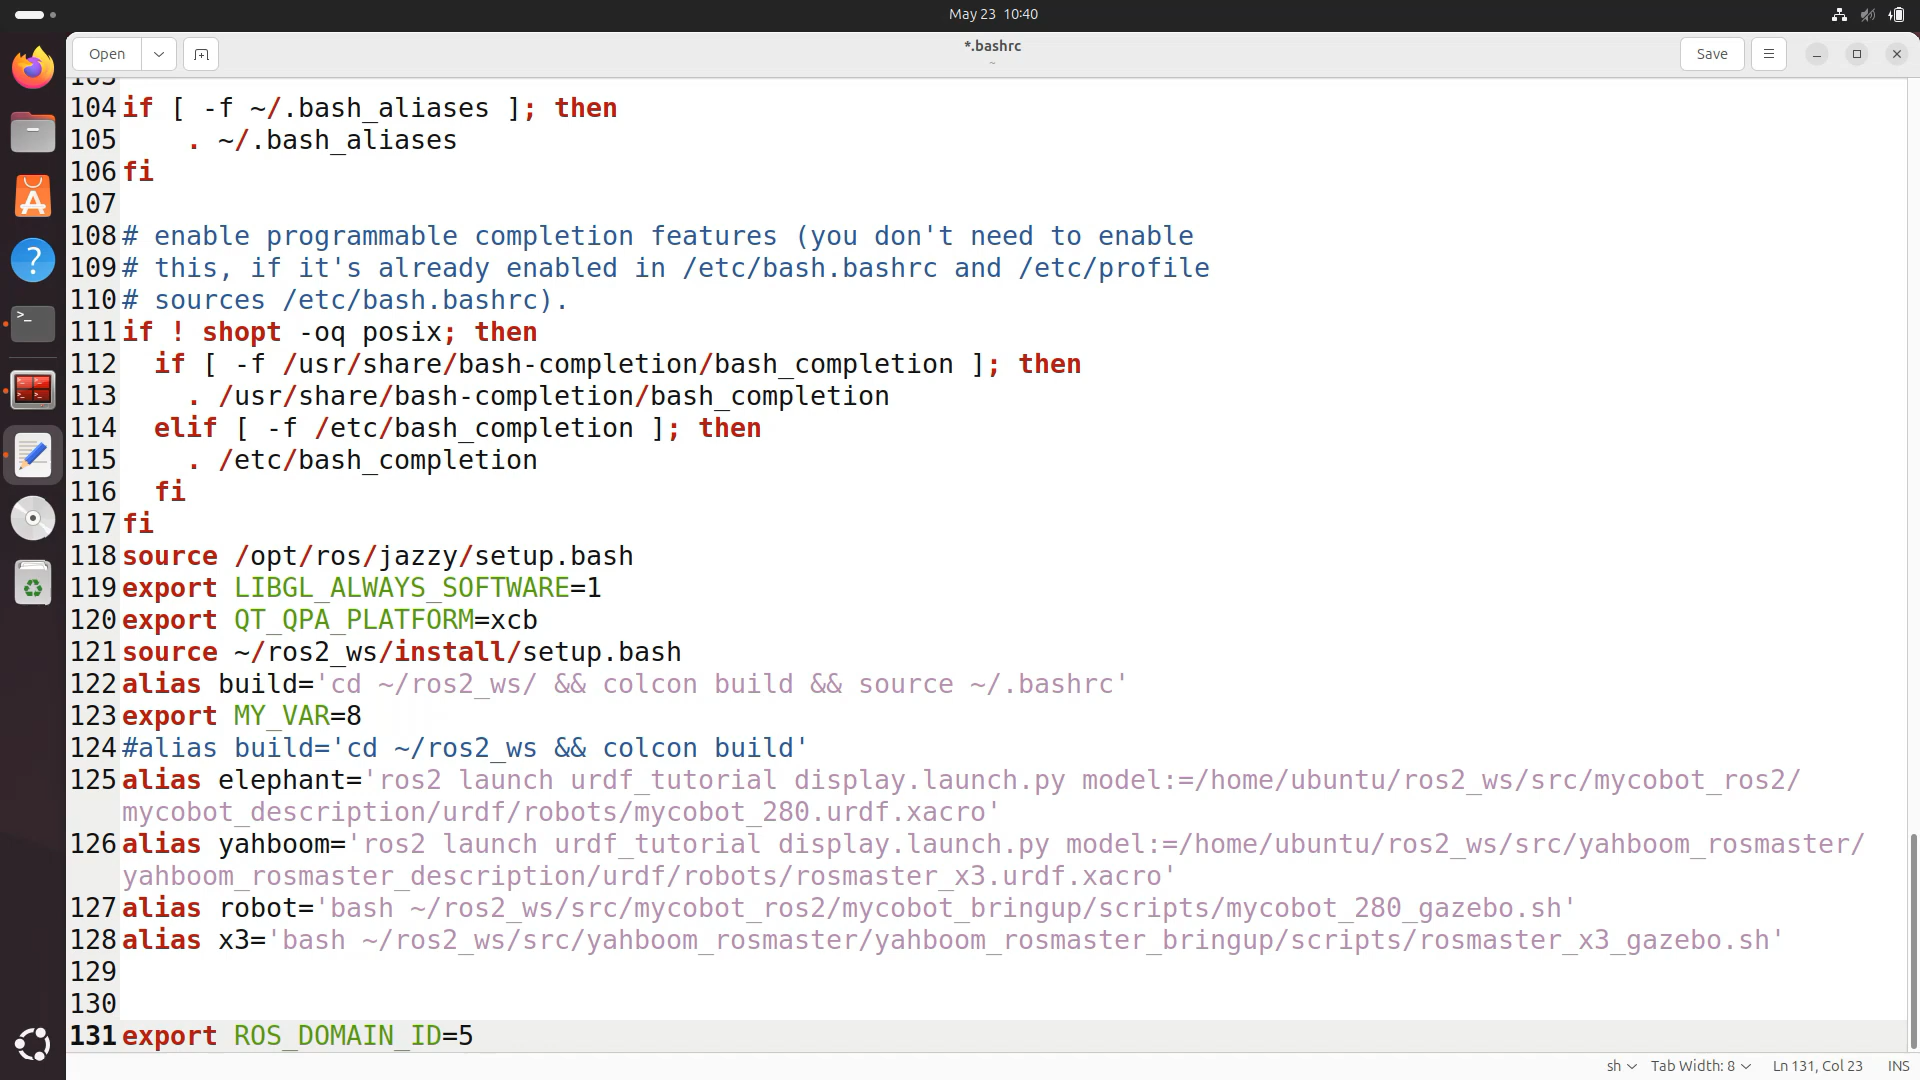 May 23 10:40
Open
*.bashrc
~
Save
103
104 if [ -f ~/.bash_aliases ]; then
105     . ~/.bash_aliases
106 fi
107
108 # enable programmable completion features (you don't need to enable
109 # this, if it's already enabled in /etc/bash.bashrc and /etc/profile
110 # sources /etc/bash.bashrc).
111 if ! shopt -oq posix; then
112   if [ -f /usr/share/bash-completion/bash_completion ]; then
113     . /usr/share/bash-completion/bash_completion
114   elif [ -f /etc/bash_completion ]; then
115     . /etc/bash_completion
116   fi
117 fi
118 source /opt/ros/jazzy/setup.bash
119 export LIBGL_ALWAYS_SOFTWARE=1
120 export QT_QPA_PLATFORM=xcb
121 source ~/ros2_ws/install/setup.bash
122 alias build='cd ~/ros2_ws/ && colcon build && source ~/.bashrc'
123 export MY_VAR=8
124 #alias build='cd ~/ros2_ws && colcon build'
125 alias elephant='ros2 launch urdf_tutorial display.launch.py model:=/home/ubuntu/ros2_ws/src/mycobot_ros2/
mycobot_description/urdf/robots/mycobot_280.urdf.xacro'
126 alias yahboom='ros2 launch urdf_tutorial display.launch.py model:=/home/ubuntu/ros2_ws/src/yahboom_rosmaster/
yahboom_rosmaster_description/urdf/robots/rosmaster_x3.urdf.xacro'
127 alias robot='bash ~/ros2_ws/src/mycobot_ros2/mycobot_bringup/scripts/mycobot_280_gazebo.sh'
128 alias x3='bash ~/ros2_ws/src/yahboom_rosmaster/yahboom_rosmaster_bringup/scripts/rosmaster_x3_gazebo.sh'
129
130
131 export ROS_DOMAIN_ID=5
sh Tab Width: 8 Ln 131, Col 23 INS